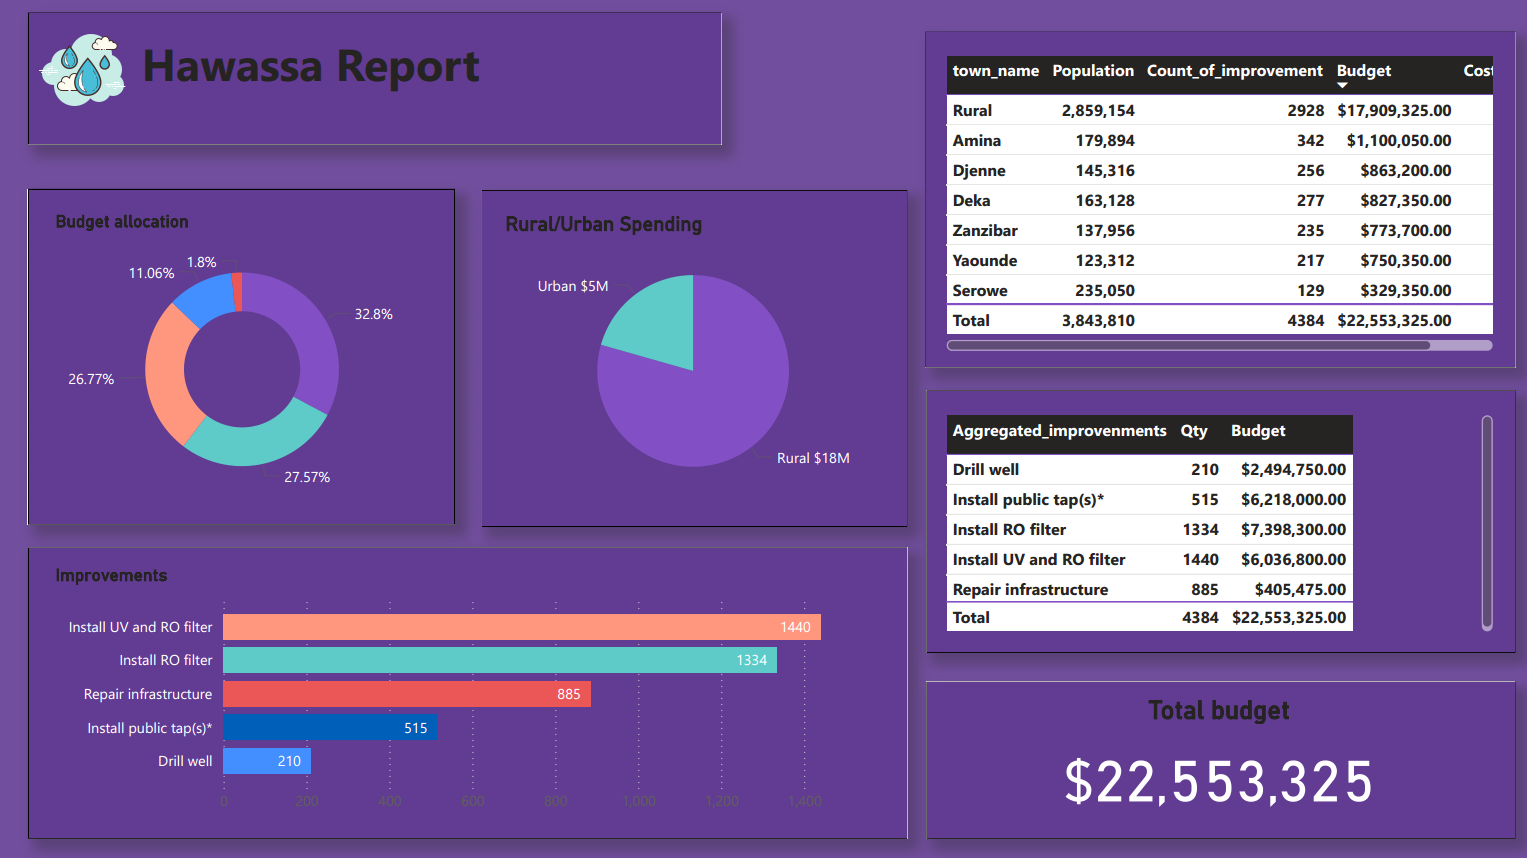 Hawassa Report
Budget allocation
1.8%
11.06%
32.8%
26.77%
27.57%
Rural/Urban Spending
Urban $5M
Rural $18M
Improvements
Install UV and RO filter 1440
Install RO filter 1334
Repair infrastructure 885
Install public tap(s)* 515
Drill well 210
0 200 400 600 800 1,000 1,200 1,400
town_name Population Count_of_improvement Budget Cost
Rural 2,859,154 2928 $17,909,325.00
Amina 179,894 342 $1,100,050.00
Djenne 145,316 256 $863,200.00
Deka 163,128 277 $827,350.00
Zanzibar 137,956 235 $773,700.00
Yaounde 123,312 217 $750,350.00
Serowe 235,050 129 $329,350.00
Total 3,843,810 4384 $22,553,325.00
Aggregated_improvenments Qty Budget
Drill well 210 $2,494,750.00
Install public tap(s)* 515 $6,218,000.00
Install RO filter 1334 $7,398,300.00
Install UV and RO filter 1440 $6,036,800.00
Repair infrastructure 885 $405,475.00
Total 4384 $22,553,325.00
Total budget
$22,553,325